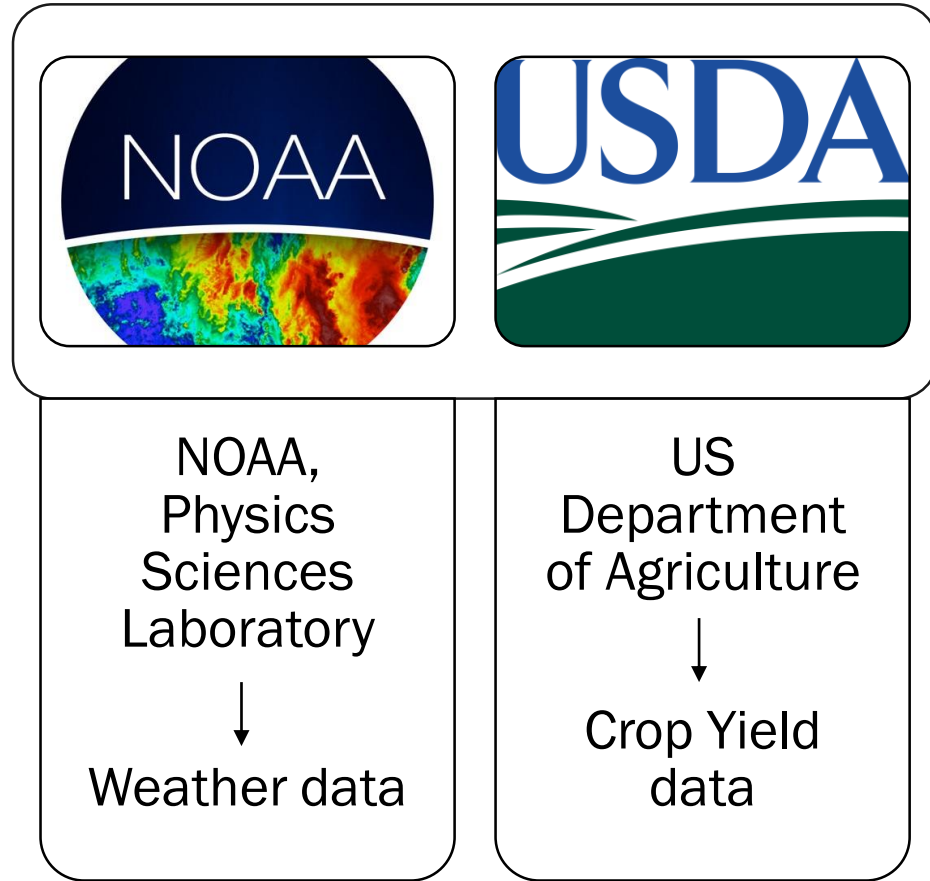 NOAA
USDA
NOAA,
Physics
Sciences
Laboratory
Weather data
US
Department
of Agriculture
Crop Yield
data